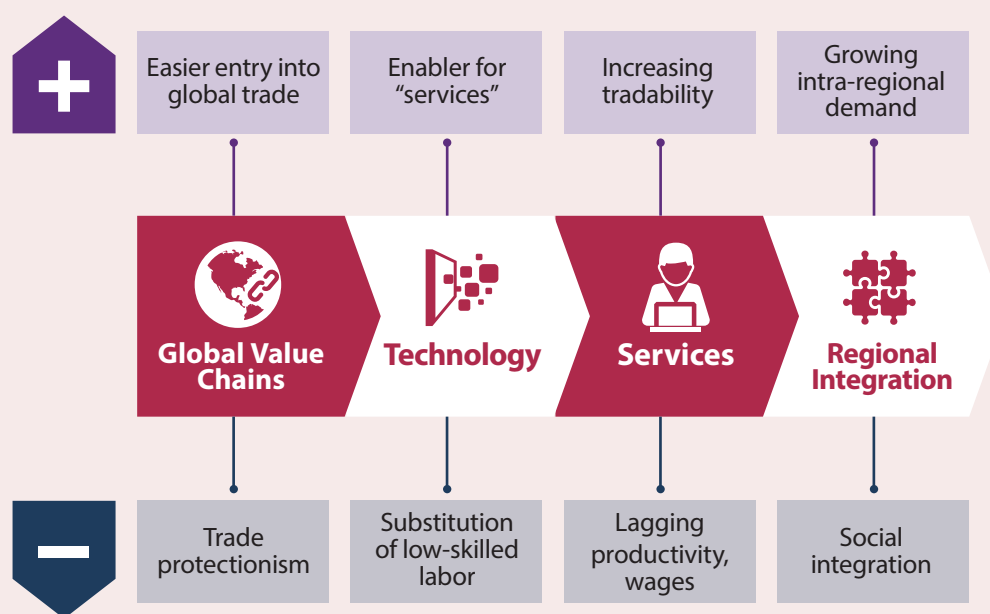 +
Easier entry into
global trade
Enabler for
“services”
Increasing
tradability
Growing
intra-regional
demand
Global Value
Chains
Technology
Services
Regional
Integration
−
Trade
protectionism
Substitution
of low-skilled
labor
Lagging
productivity,
wages
Social
integration